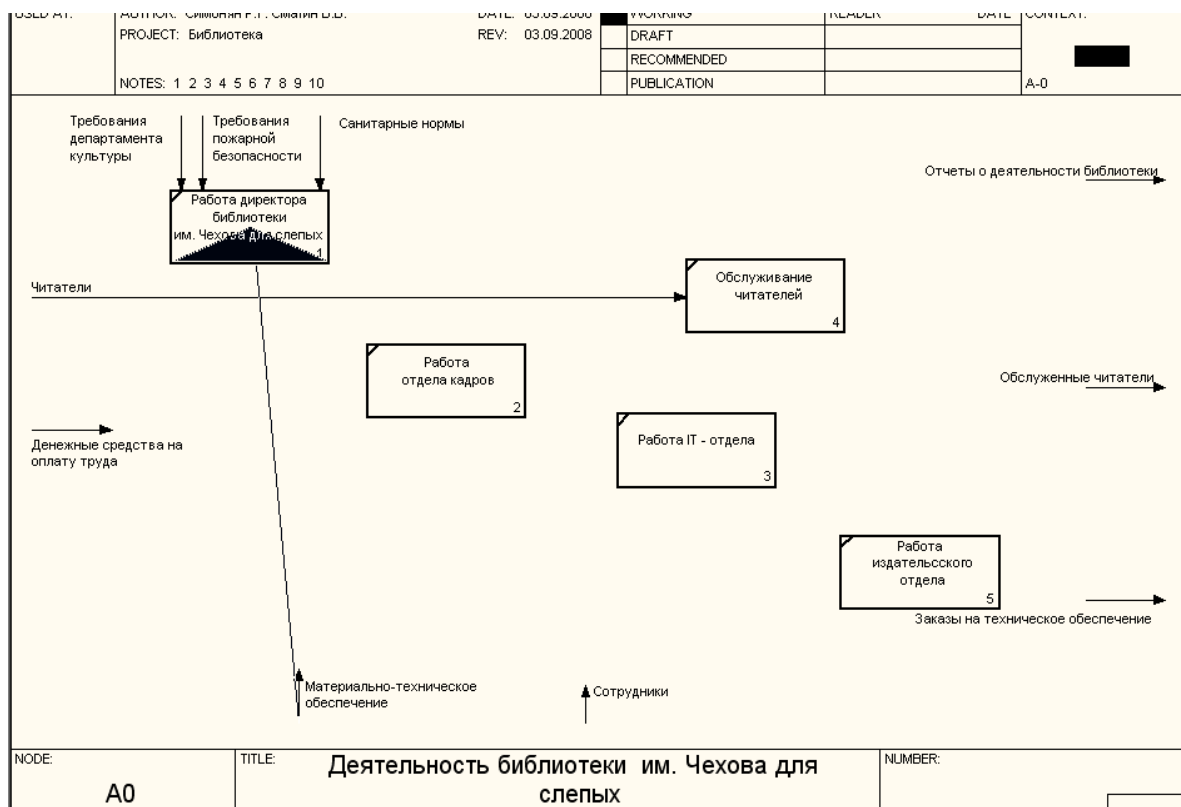 USED AT:
AUTHOR: Симонян Р.Г. Сматин В.В.
DATE: 03.09.2008
WORKING
READER
DATE
CONTEXT:
PROJECT: Библиотека
REV: 03.09.2008
DRAFT
RECOMMENDED
NOTES: 1 2 3 4 5 6 7 8 9 10
PUBLICATION
A-0
Требования
департамента
культуры
Требования
пожарной
безопасности
Санитарные нормы
Отчеты о деятельности библиотеки
Работа директора
библиотеки
им. Чехова для слепых
1
Читатели
Обслуживание
читателей
4
Работа
отдела кадров
2
Обслуженные читатели
Денежные средства на
оплату труда
Работа IT - отдела
3
Работа
издательсского
отдела
5
Заказы на техническое обеспечение
Материально-техническое
обеспечение
Сотрудники
NODE:
A0
TITLE:
Деятельность библиотеки им. Чехова для
слепых
NUMBER: